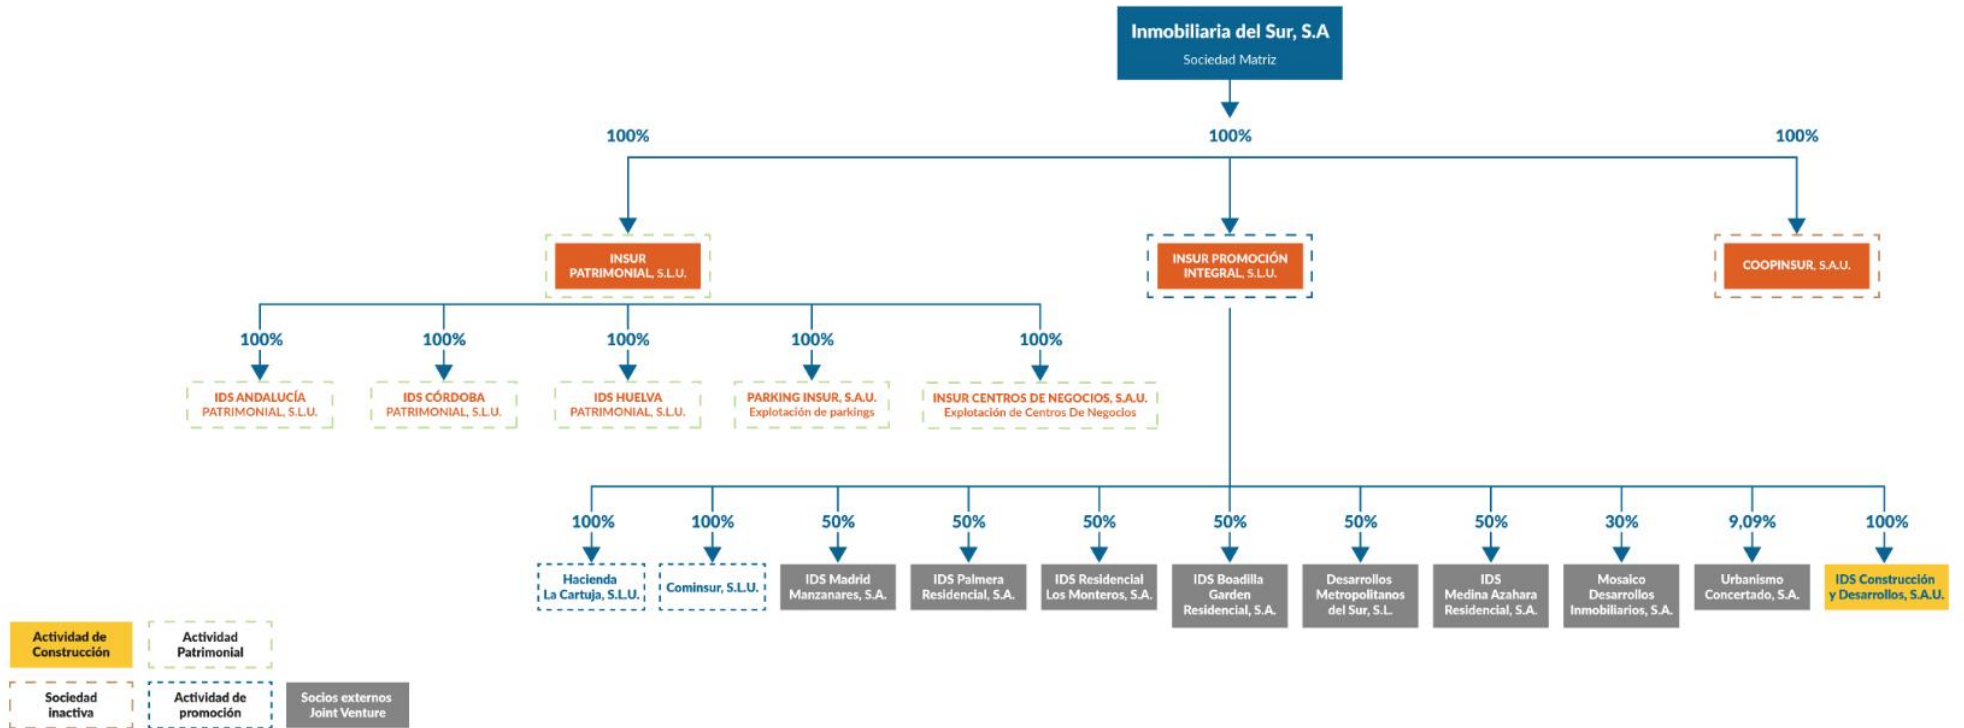 Inmobiliaria del Sur, S.A
Sociedad Matriz
100%
100%
100%
INSUR
PATRIMONIAL, S.L.U.
INSUR PROMOCIÓN
INTEGRAL, S.L.U.
COOPINSUR, S.A.U.
100%
100%
100%
100%
100%
IDS ANDALUCÍA
PATRIMONIAL, S.L.U.
IDS CÓRDOBA
PATRIMONIAL, S.L.U.
IDS HUELVA
PATRIMONIAL, S.L.U.
PARKING INSUR, S.A.U.
Explotación de parkings
INSUR CENTROS DE NEGOCIOS, S.A.U.
Explotación de Centros De Negocios
100%
100%
50%
50%
50%
50%
50%
50%
30%
9,09%
100%
Hacienda
La Cartuja, S.L.U.
Cominsur, S.L.U.
IDS Madrid
Manzanares, S.A.
IDS Palmera
Residencial, S.A.
IDS Residencial
Los Monteros, S.A.
IDS Boadilla
Garden
Residencial, S.A.
Desarrollos
Metropolitanos
del Sur, S.L.
IDS
Medina Azahara
Residencial, S.A.
Mosaico
Desarrollos
Inmobiliarios, S.A.
Urbanismo
Concertado, S.A.
IDS Construcción
y Desarrollos, S.A.U.
Actividad de
Construcción
Actividad
Patrimonial
Sociedad
inactiva
Actividad de
promoción
Socios externos
Joint Venture